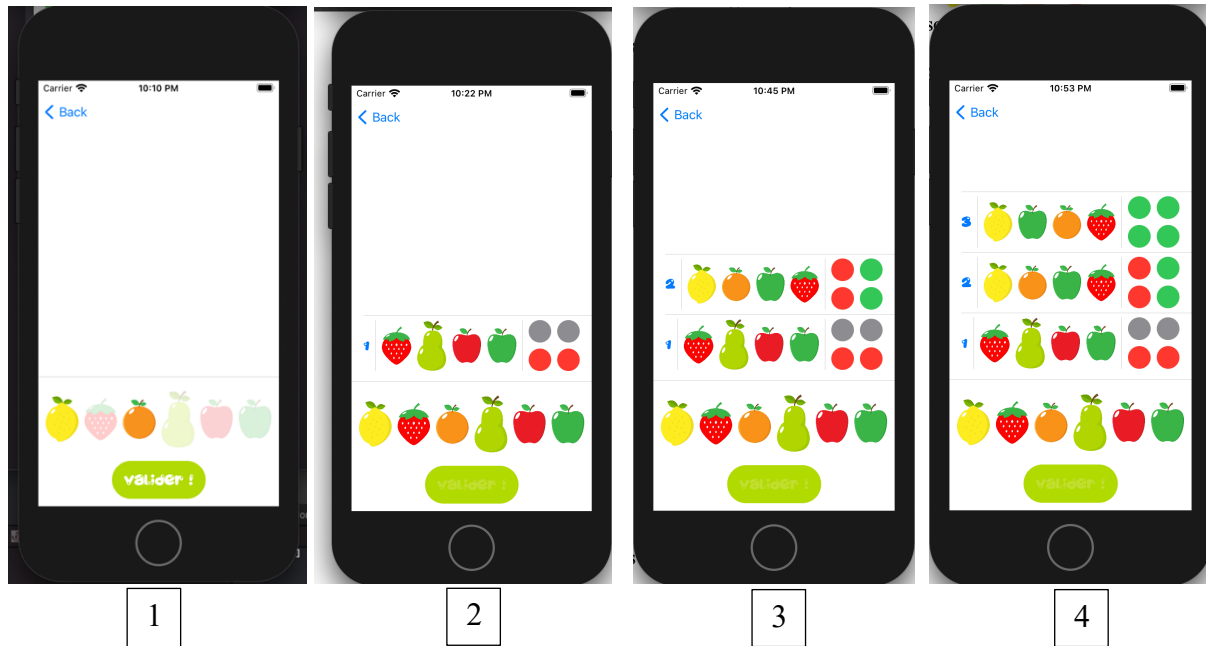 Carrier 10:10 PM
Back
valider !
1
Carrier 10:22 PM
Back
1
valider !
2
Carrier 10:45 PM
Back
2
1
valider !
3
Carrier 10:53 PM
Back
3
2
1
valider !
4